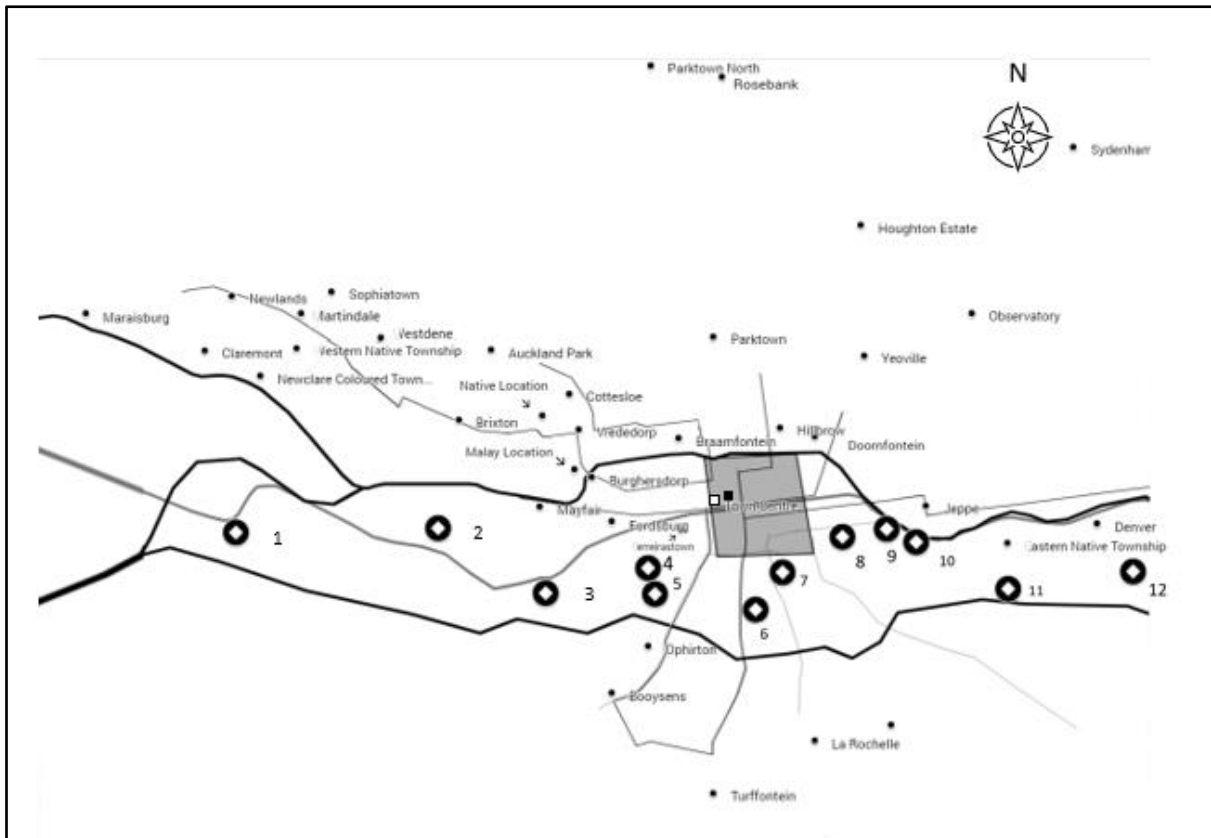 Parktown North
Rosebank
N
Sydenham
Houghton Estate
Newlands
Sophiatown
Maraisburg
Martindale
Observatory
Westdene
Parktown
Claremont
Western Native Township
Auckland Park
Yeoville
Newclare Coloured Town...
Native Location
Cottesloe
Brixton
Vrededorp
Hillbrow
Braamfontein
Doornfontein
Malay Location
Burghersdorp
Mayfair
Town Centre
Jeppe
Fordsburg
Denver
1
2
Ferreirastown
8
9
10
Eastern Native Township
4
5
7
12
3
6
11
Ophirton
Booysens
La Rochelle
Turffontein